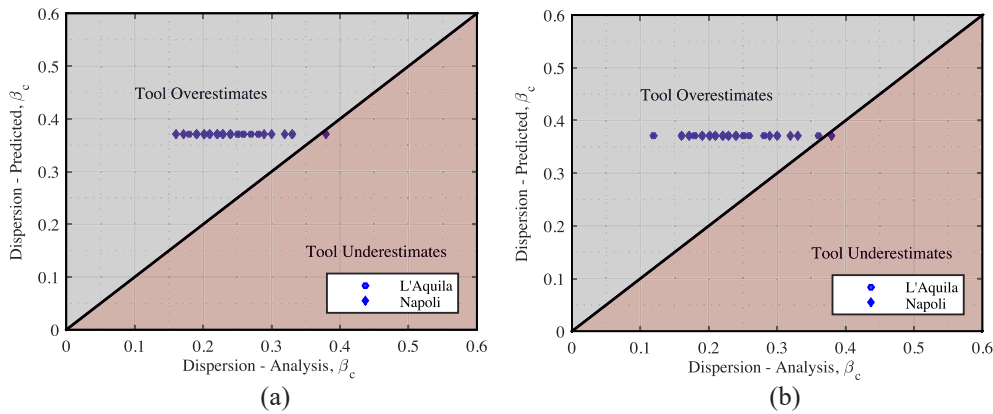 0.6
0.5
0.4
0.3
0.2
0.1
0
Dispersion - Predicted, βc
Tool Overestimates
Tool Underestimates
L'Aquila
Napoli
0 0.1 0.2 0.3 0.4 0.5 0.6
Dispersion - Analysis, βc
(a)
0.6
0.5
0.4
0.3
0.2
0.1
0
Dispersion - Predicted, βc
Tool Overestimates
Tool Underestimates
L'Aquila
Napoli
0 0.1 0.2 0.3 0.4 0.5 0.6
Dispersion - Analysis, βc
(b)